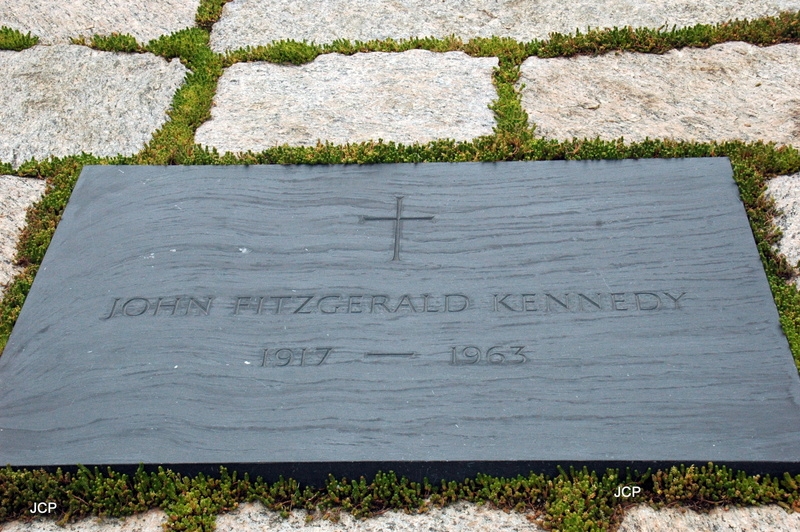 JOHN FITZGERALD KENNEDY
1917 — 1963
JCP
JCP